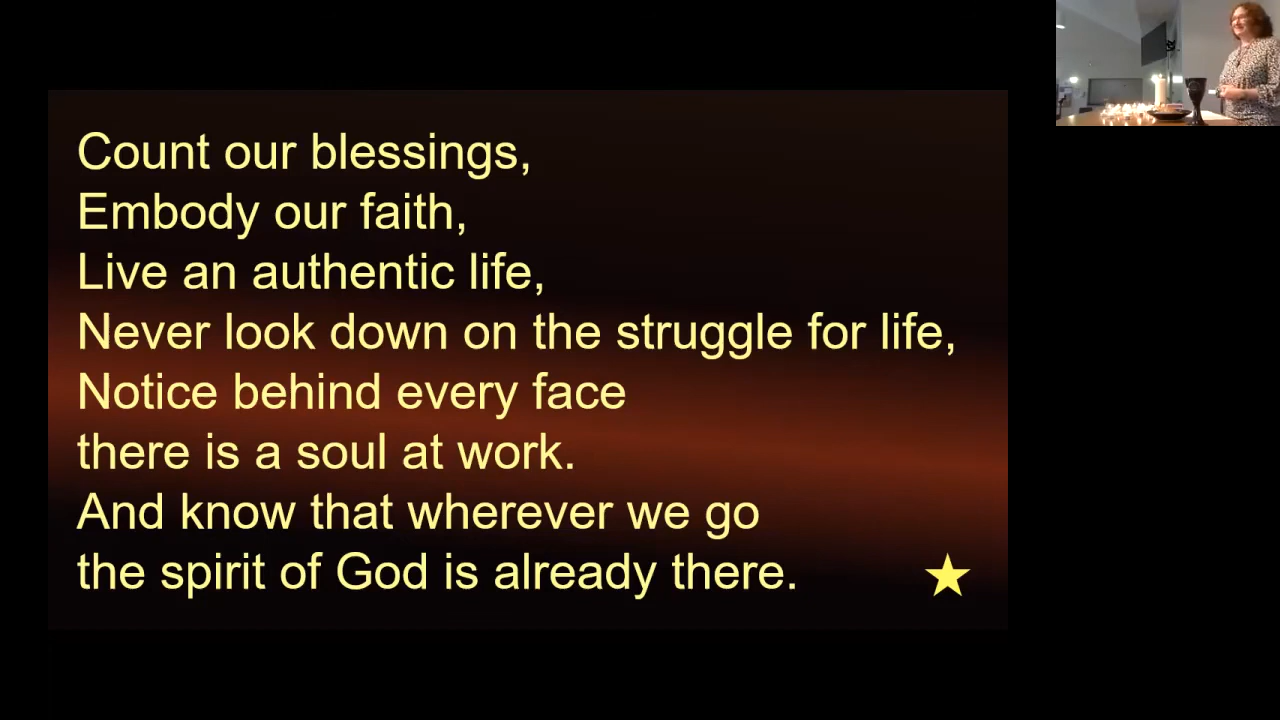 Count our blessings,
Embody our faith,
Live an authentic life,
Never look down on the struggle for life,
Notice behind every face
there is a soul at work.
And know that wherever we go
the spirit of God is already there.